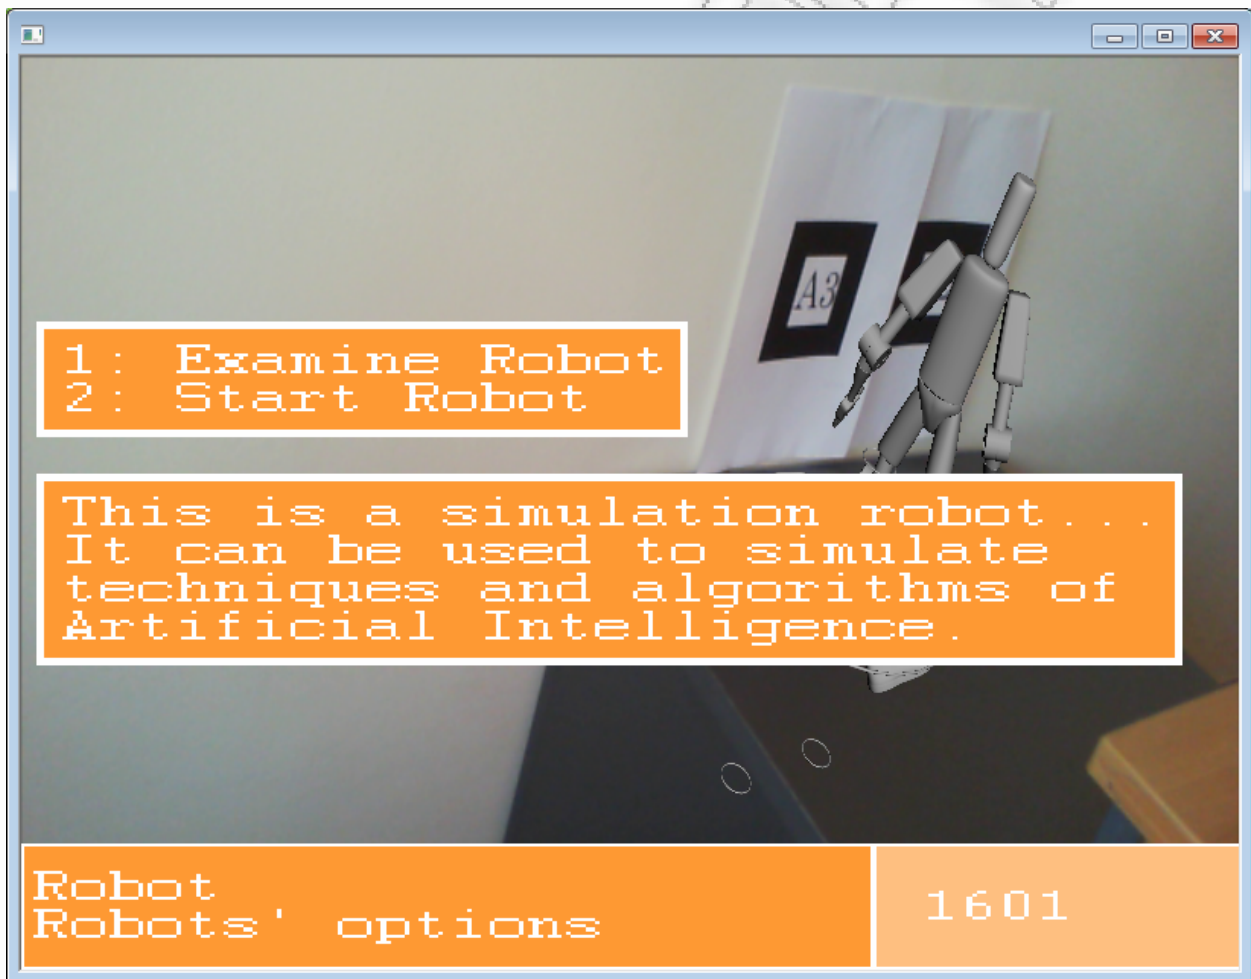 A3
1: Examine Robot
2: Start Robot
This is a simulation robot...
It can be used to simulate
techniques and algorithms of
Artificial Intelligence.
Robot
Robots' options
1601